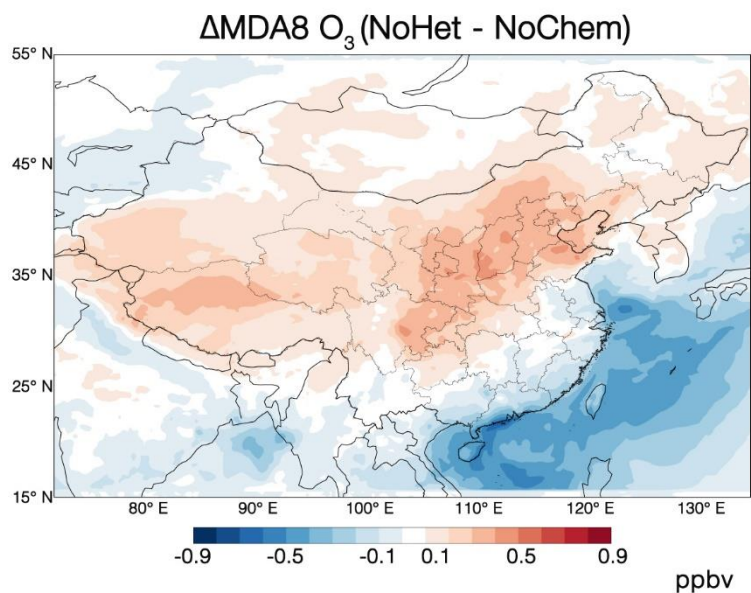 ΔMDA8 O₃ (NoHet - NoChem)
55° N
45° N
35° N
25° N
15° N
80° E 90° E 100° E 110° E 120° E 130° E
-0.9 -0.5 -0.1 0.1 0.5 0.9
ppbv